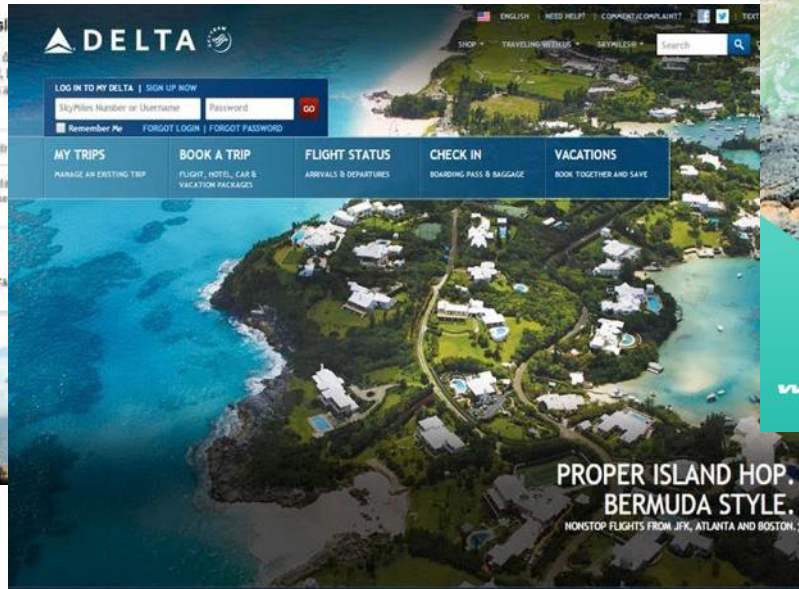 ENGLISH | NEED HELP? | COMMENT/COMPLAINT? | TEXT
DELTA
SHOP TRAVELING WITH US SKYMILES® Search
LOG IN TO MY DELTA | SIGN UP NOW
SkyMiles Number or Username Password GO
Remember Me FORGOT LOGIN | FORGOT PASSWORD
MY TRIPS BOOK A TRIP FLIGHT STATUS CHECK IN VACATIONS
MANAGE AN EXISTING TRIP FLIGHT, HOTEL, CAR & ARRIVALS & DEPARTURES BOARDING PASS & BAGGAGE BOOK TOGETHER AND SAVE
VACATION PACKAGES
PROPER ISLAND HOP.
BERMUDA STYLE.
NONSTOP FLIGHTS FROM JFK, ATLANTA AND BOSTON.